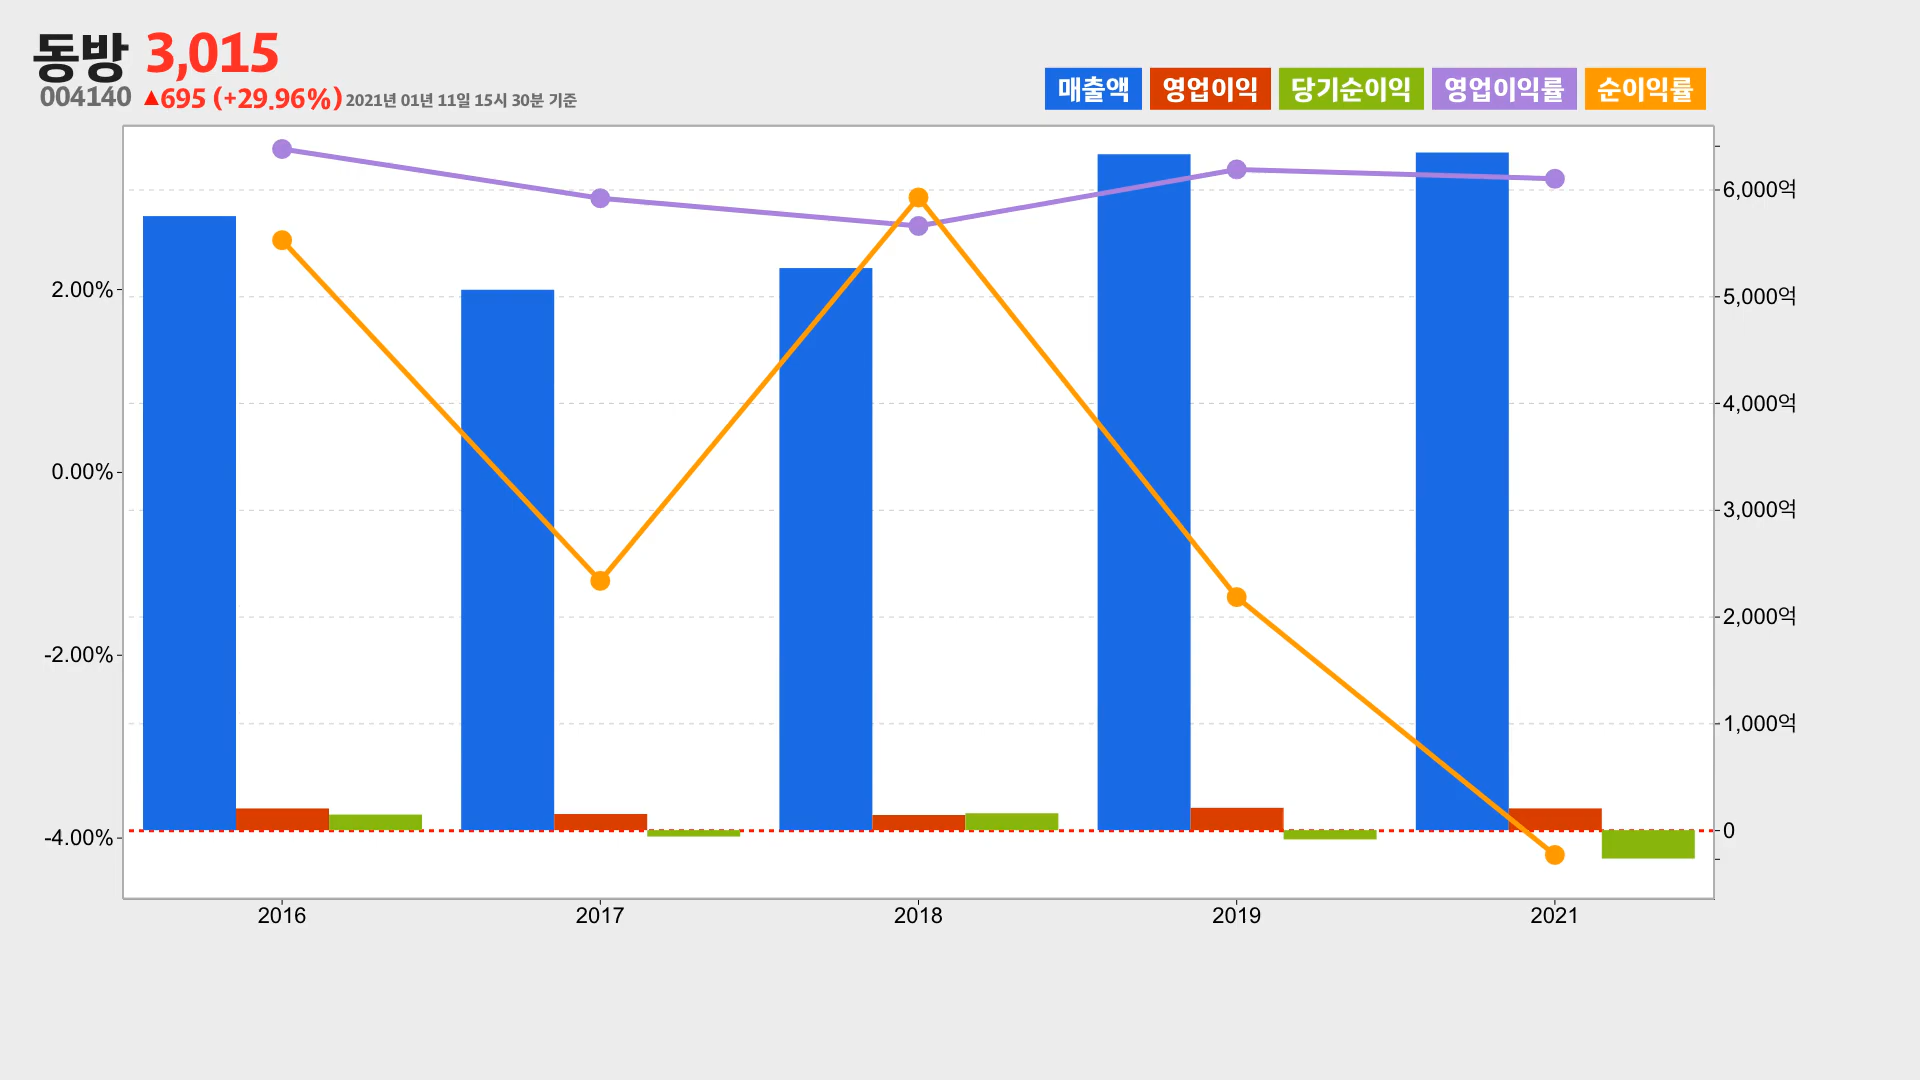 동방 3,015
004140 ▲695 (+29.96%) 2021년 01년 11일 15시 30분 기준
매출액 영업이익 당기순이익 영업이익률 순이익률
2.00%
0.00%
-2.00%
-4.00%
6,000억
5,000억
4,000억
3,000억
2,000억
1,000억
0
2016 2017 2018 2019 2021